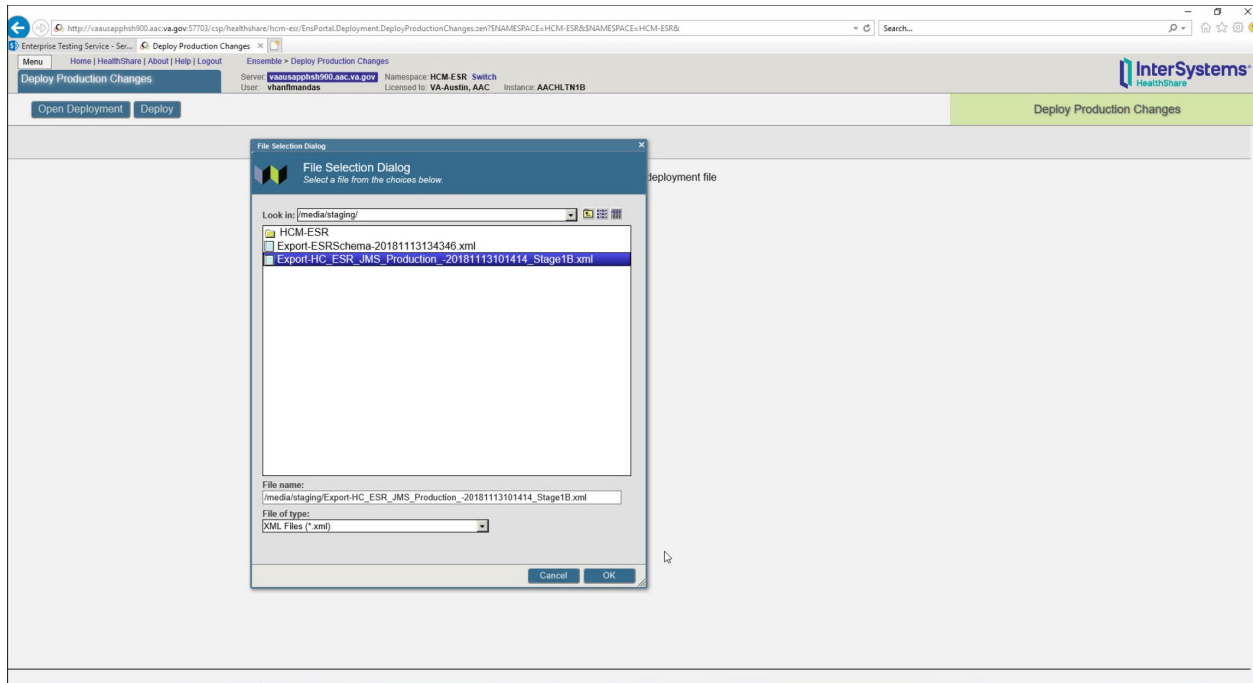 http://vaausapphsh900.aac.va.gov:57703/csp/healthshare/hcm-esr/EnsPortal.Deployment.DeployProductionChanges.zen?$NAMESPACE=HCM-ESR&$NAMESPACE=HCM-ESR&
Search...
Enterprise Testing Service - Ser... Deploy Production Changes
Menu Home | HealthShare | About | Help | Logout Ensemble > Deploy Production Changes
Deploy Production Changes
Server: vaausapphsh900.aac.va.gov Namespace: HCM-ESR Switch
User: vhanflmandas Licensed to: VA-Austin, AAC Instance: AACHLTN1B
InterSystems
HealthShare
Open Deployment Deploy
Deploy Production Changes
deployment file
File Selection Dialog
File Selection Dialog
Select a file from the choices below.
Look in: /media/staging/
HCM-ESR
Export-ESRSchema-20181113134346.xml
Export-HC_ESR_JMS_Production_-20181113101414_Stage1B.xml
File name:
/media/staging/Export-HC_ESR_JMS_Production_-20181113101414_Stage1B.xml
File of type:
XML Files (*.xml)
Cancel OK